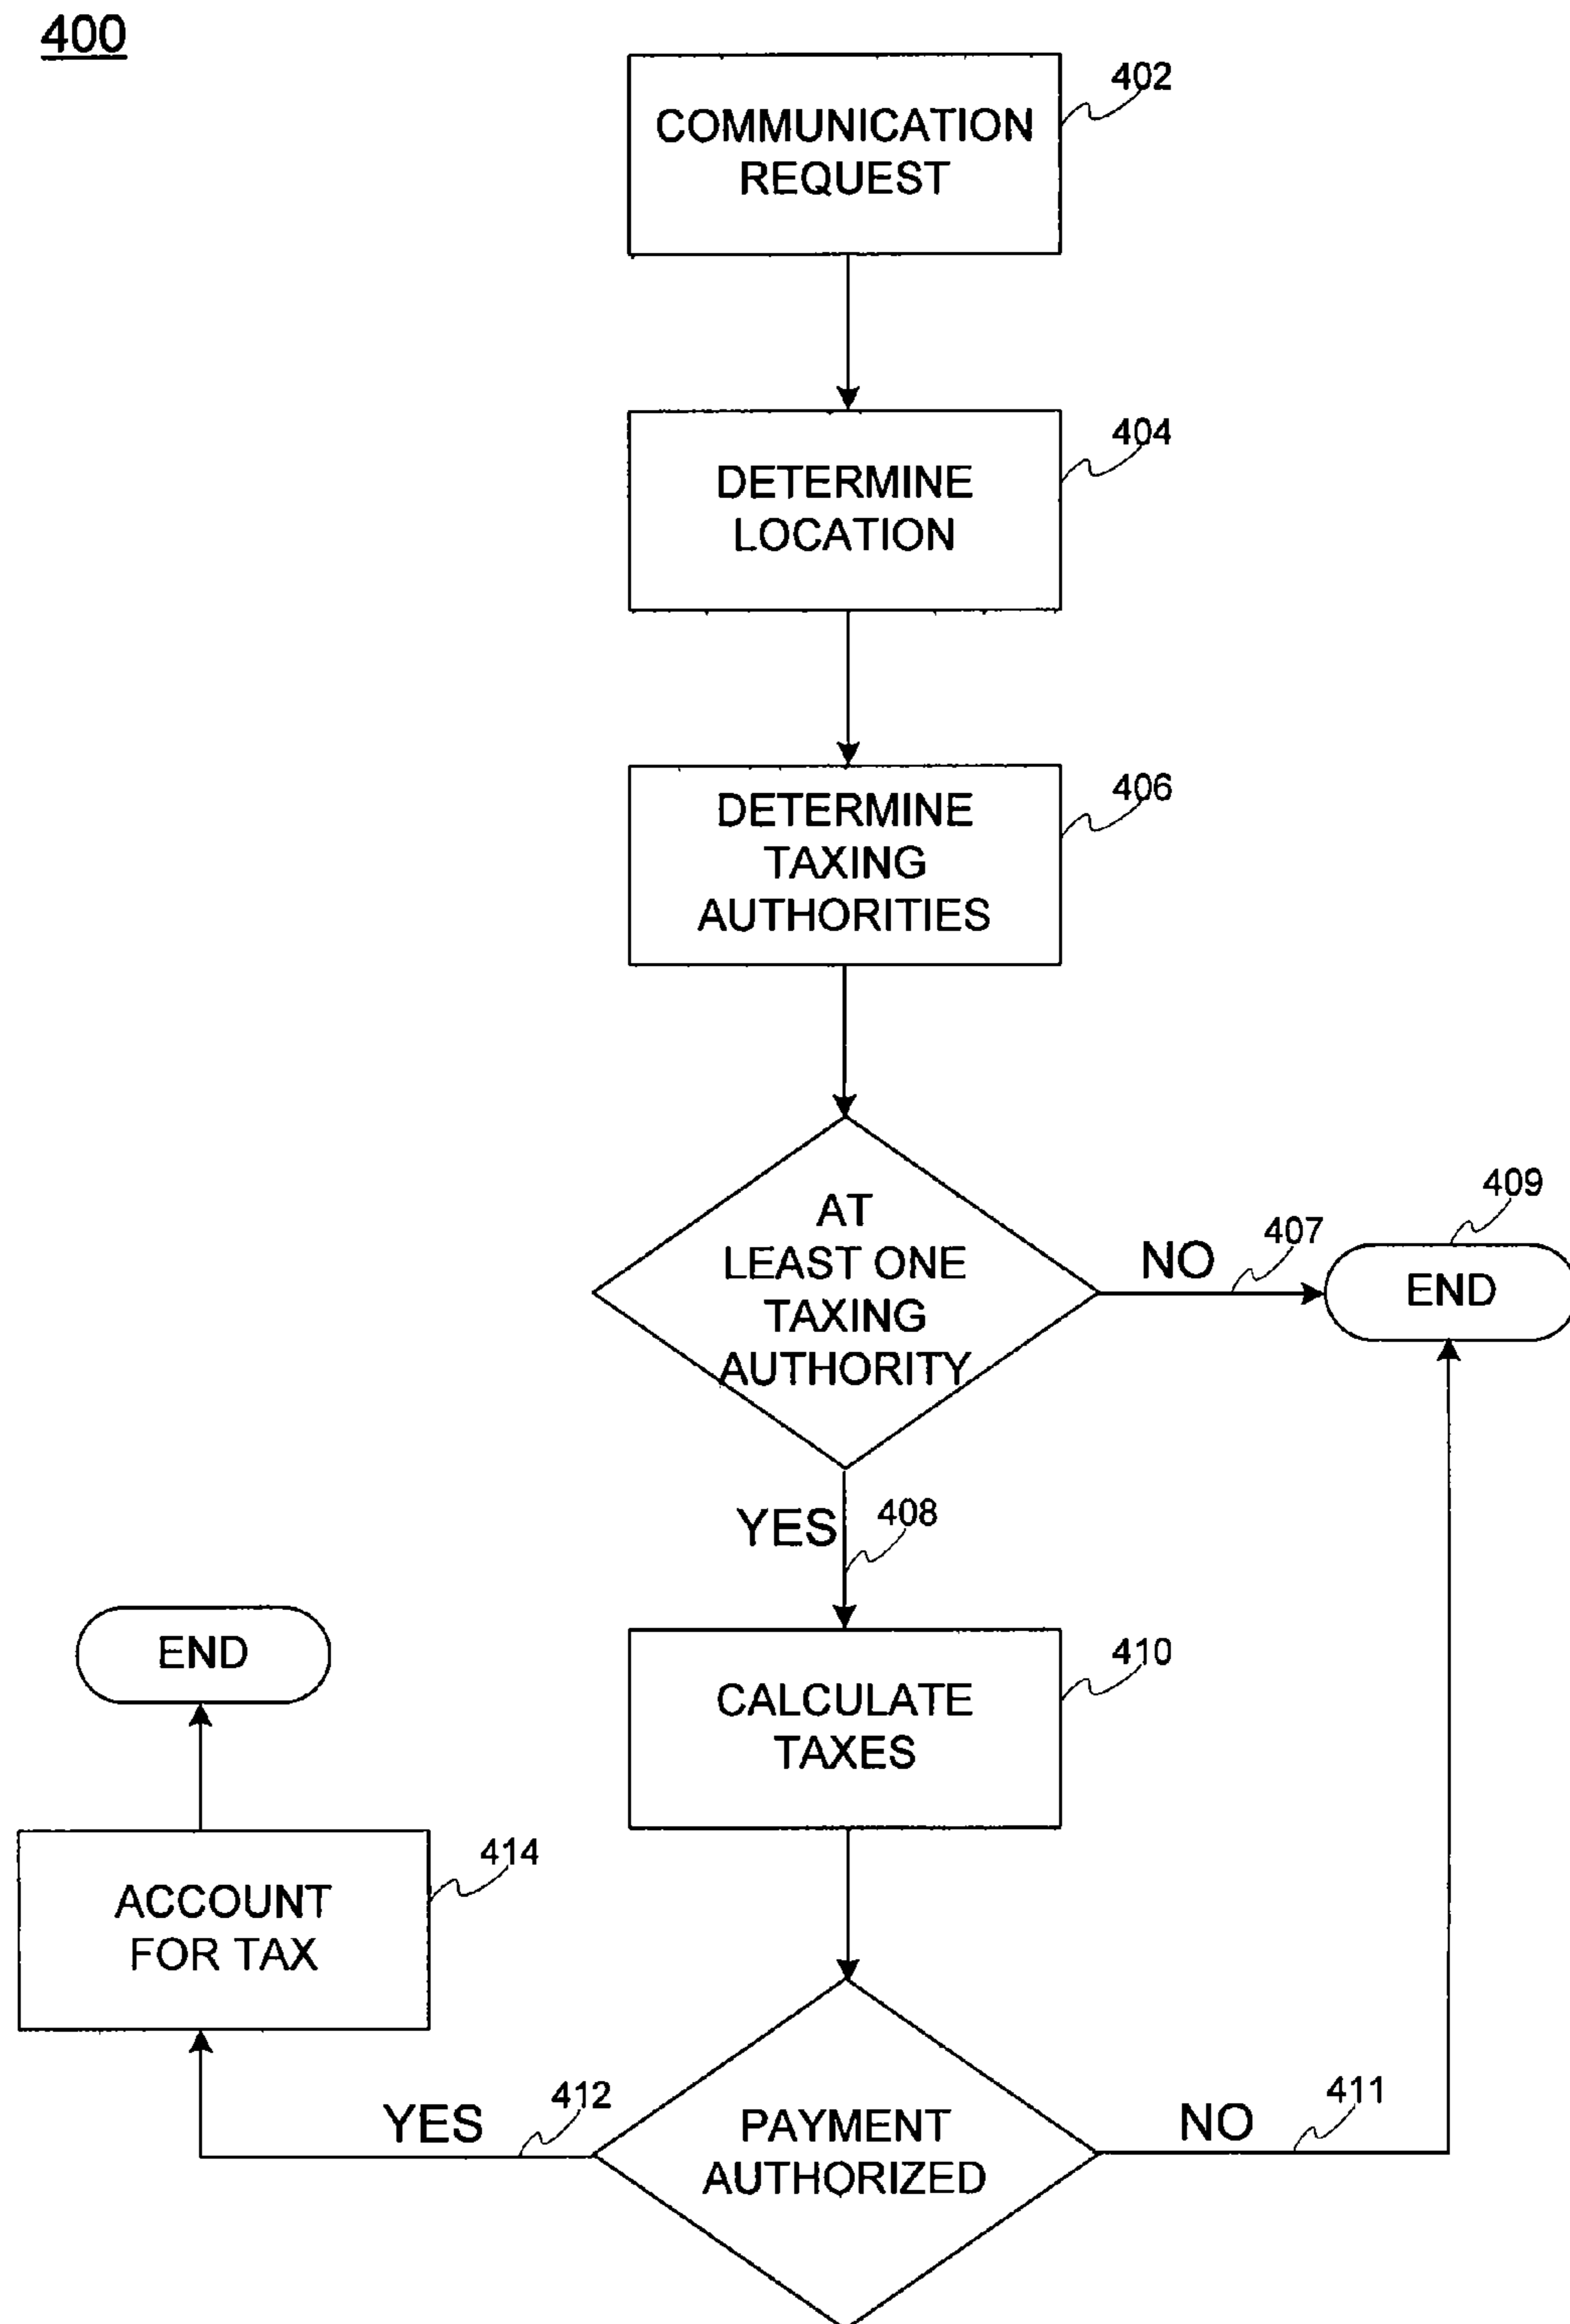 400
402
COMMUNICATION
REQUEST
404
DETERMINE
LOCATION
406
DETERMINE
TAXING
AUTHORITIES
409
AT
LEAST ONE
TAXING
AUTHORITY
NO
407
END
YES
408
END
410
CALCULATE
TAXES
414
ACCOUNT
FOR TAX
YES
412
PAYMENT
AUTHORIZED
NO
411